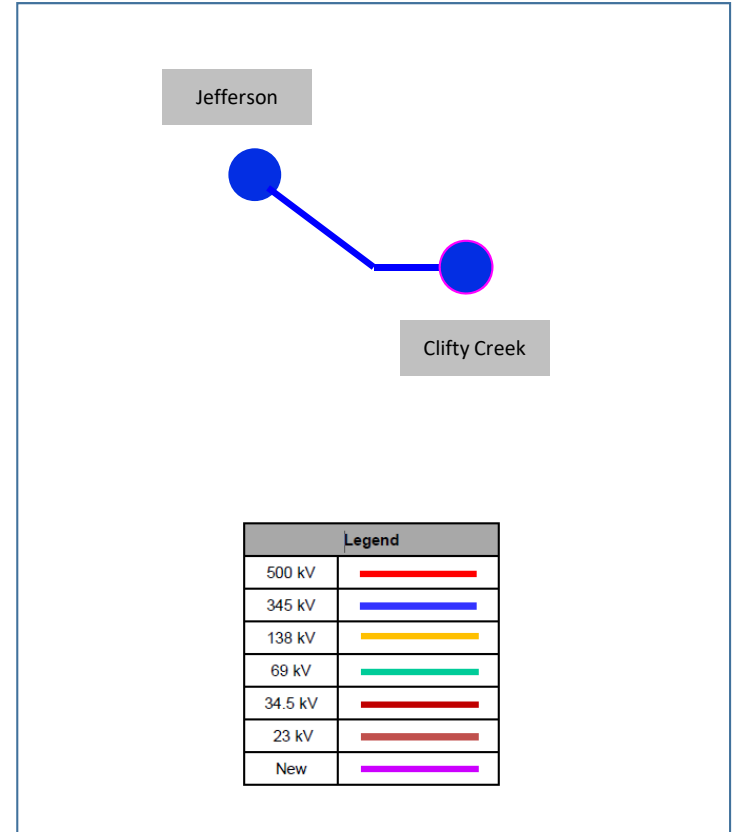 Jefferson
Clifty Creek
Legend
500 kV
345 kV
138 kV
69 kV
34.5 kV
23 kV
New